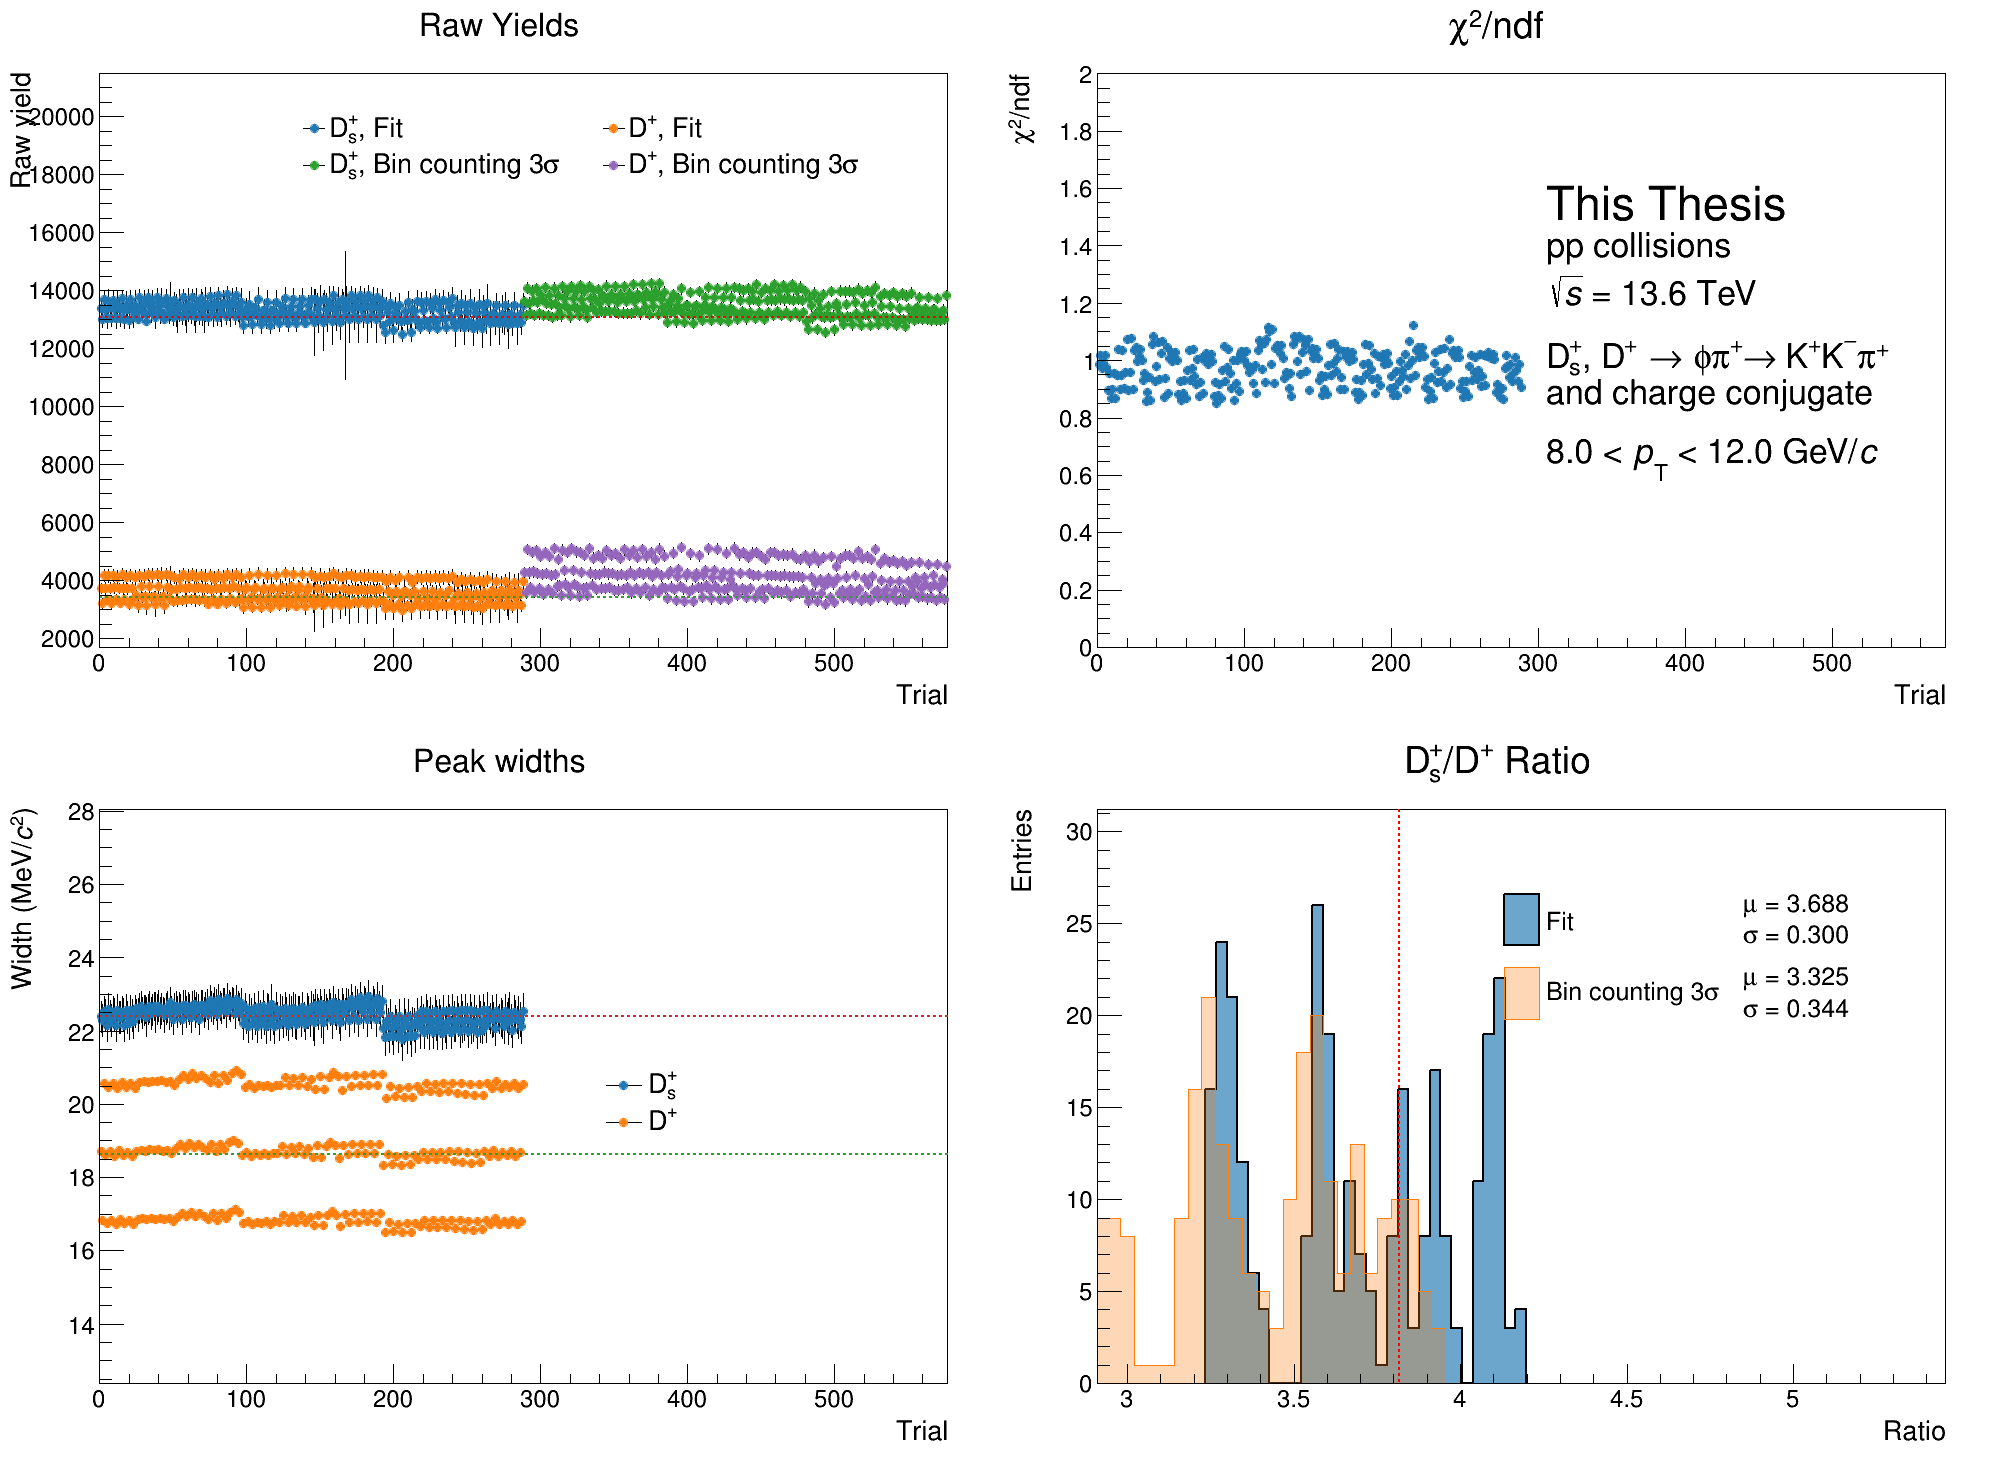 Raw Yields
Raw yield
20000
18000
16000
14000
12000
10000
8000
6000
4000
2000
0 100 200 300 400 500
Trial
D⁺ₛ, Fit
D⁺, Fit
D⁺ₛ, Bin counting 3σ
D⁺, Bin counting 3σ
χ²/ndf
χ²/ndf
2
1.8
1.6
1.4
1.2
1
0.8
0.6
0.4
0.2
0
0 100 200 300 400 500
Trial
This Thesis
pp collisions
√s = 13.6 TeV
D⁺ₛ, D⁺ → ϕπ⁺→ K⁺K⁻π⁺
and charge conjugate
8.0 < p_T < 12.0 GeV/c
Peak widths
Width (MeV/c²)
28
26
24
22
20
18
16
14
0 100 200 300 400 500
Trial
D⁺ₛ
D⁺
D⁺ₛ/D⁺ Ratio
Entries
30
25
20
15
10
5
0
3 3.5 4 4.5 5
Ratio
Fit
μ = 3.688
σ = 0.300
Bin counting 3σ
μ = 3.325
σ = 0.344